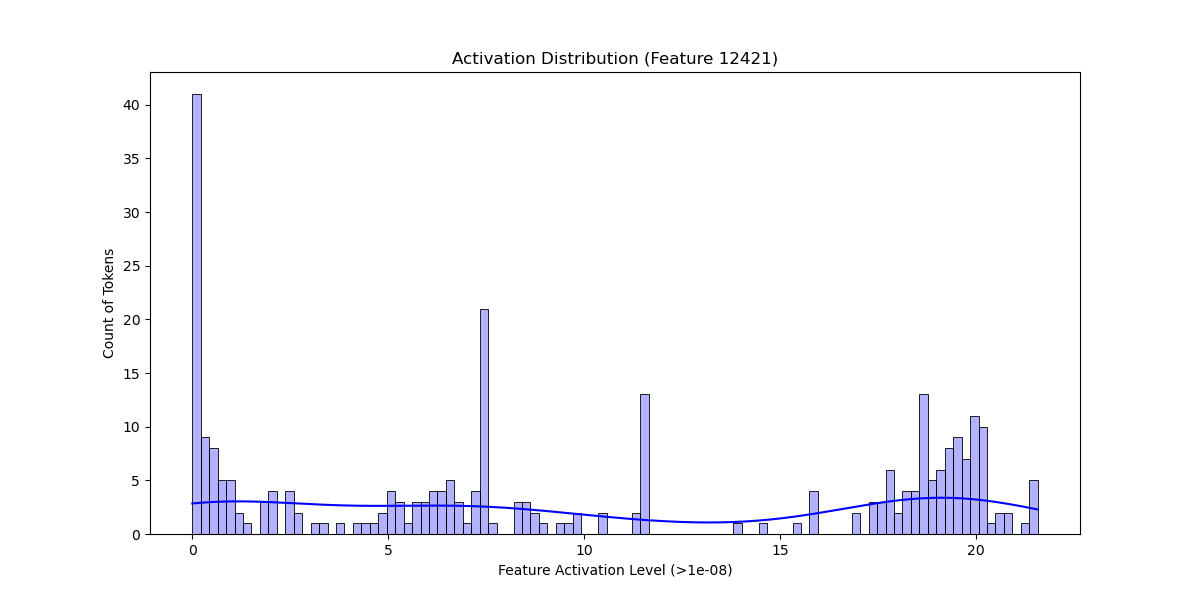 Activation Distribution (Feature 12421)
Count of Tokens
40
35
30
25
20
15
10
5
0
0 5 10 15 20
Feature Activation Level (>1e-08)